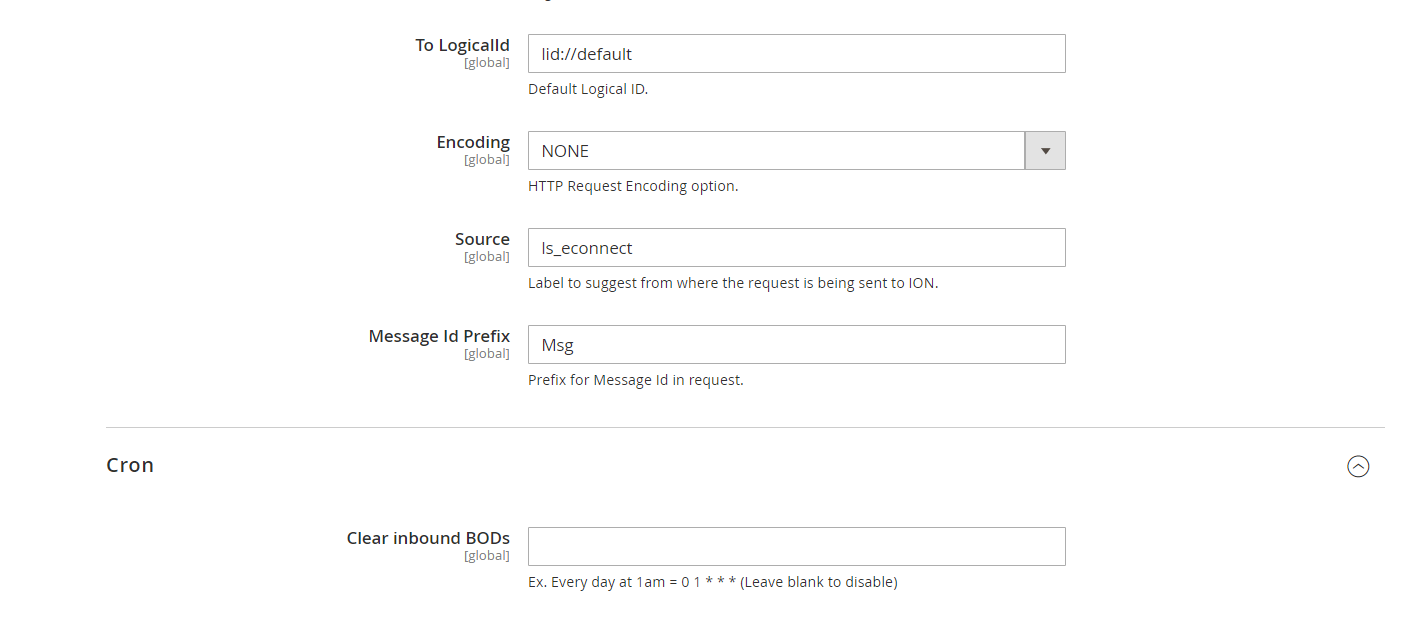 To LogicalId
[global]
lid://default
Default Logical ID.
Encoding
[global]
NONE
HTTP Request Encoding option.
Source
[global]
ls_econnect
Label to suggest from where the request is being sent to ION.
Message Id Prefix
[global]
Msg
Prefix for Message Id in request.
Cron
Clear inbound BODs
[global]
Ex. Every day at 1am = 0 1 * * * (Leave blank to disable)